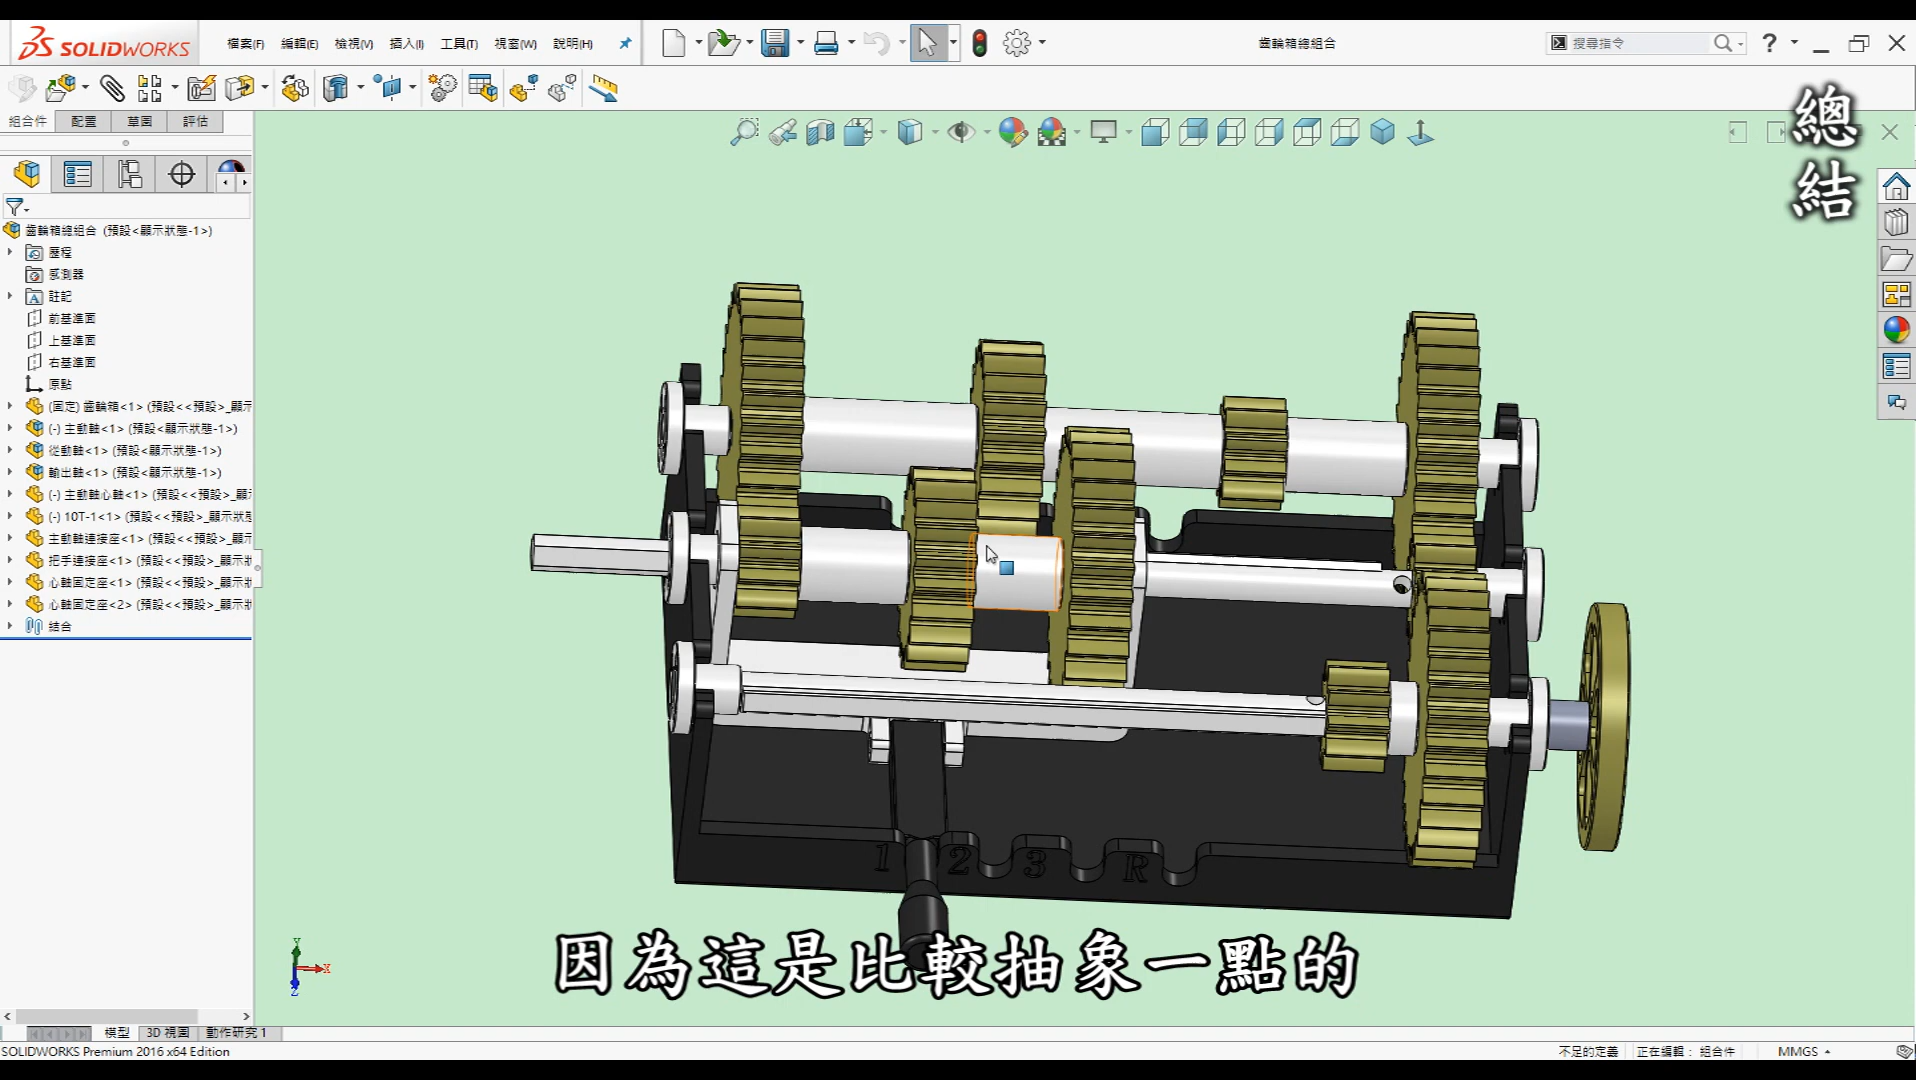 SOLIDWORKS
檔案(F) 編輯(E) 檢視(V) 插入(I) 工具(T) 視窗(W) 說明(H)
齒輪箱總組合
搜尋指令
組合件 配置 草圖 評估
總結
齒輪箱總組合 (預設<顯示狀態-1>)
歷程
感測器
註記
前基準面
上基準面
右基準面
原點
(固定) 齒輪箱<1> (預設<<預設>_顯示
(-) 主動軸<1> (預設<顯示狀態-1>)
從動軸<1> (預設<顯示狀態-1>)
輸出軸<1> (預設<顯示狀態-1>)
(-) 主動軸心軸<1> (預設<<預設>_顯
(-) 10T-1<1> (預設<<預設>_顯示狀態
主動軸連接座<1> (預設<<預設>_顯
把手連接座<1> (預設<<預設>_顯示
心軸固定座<1> (預設<<預設>_顯示
心軸固定座<2> (預設<<預設>_顯示
結合
1 2 3 R
Y
X
Z
因為這是比較抽象一點的
模型 3D 視圖 動作研究 1
SOLIDWORKS Premium 2016 x64 Edition
不足的定義 正在編輯： 組合件 MMGS